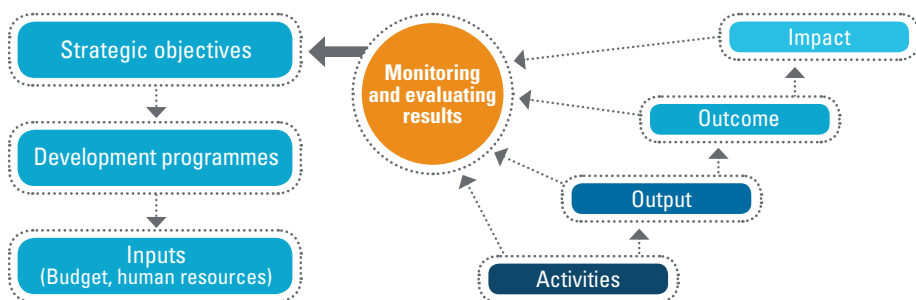 Strategic objectives
Development programmes
Inputs
(Budget, human resources)
Monitoring
and evaluating
results
Impact
Outcome
Output
Activities